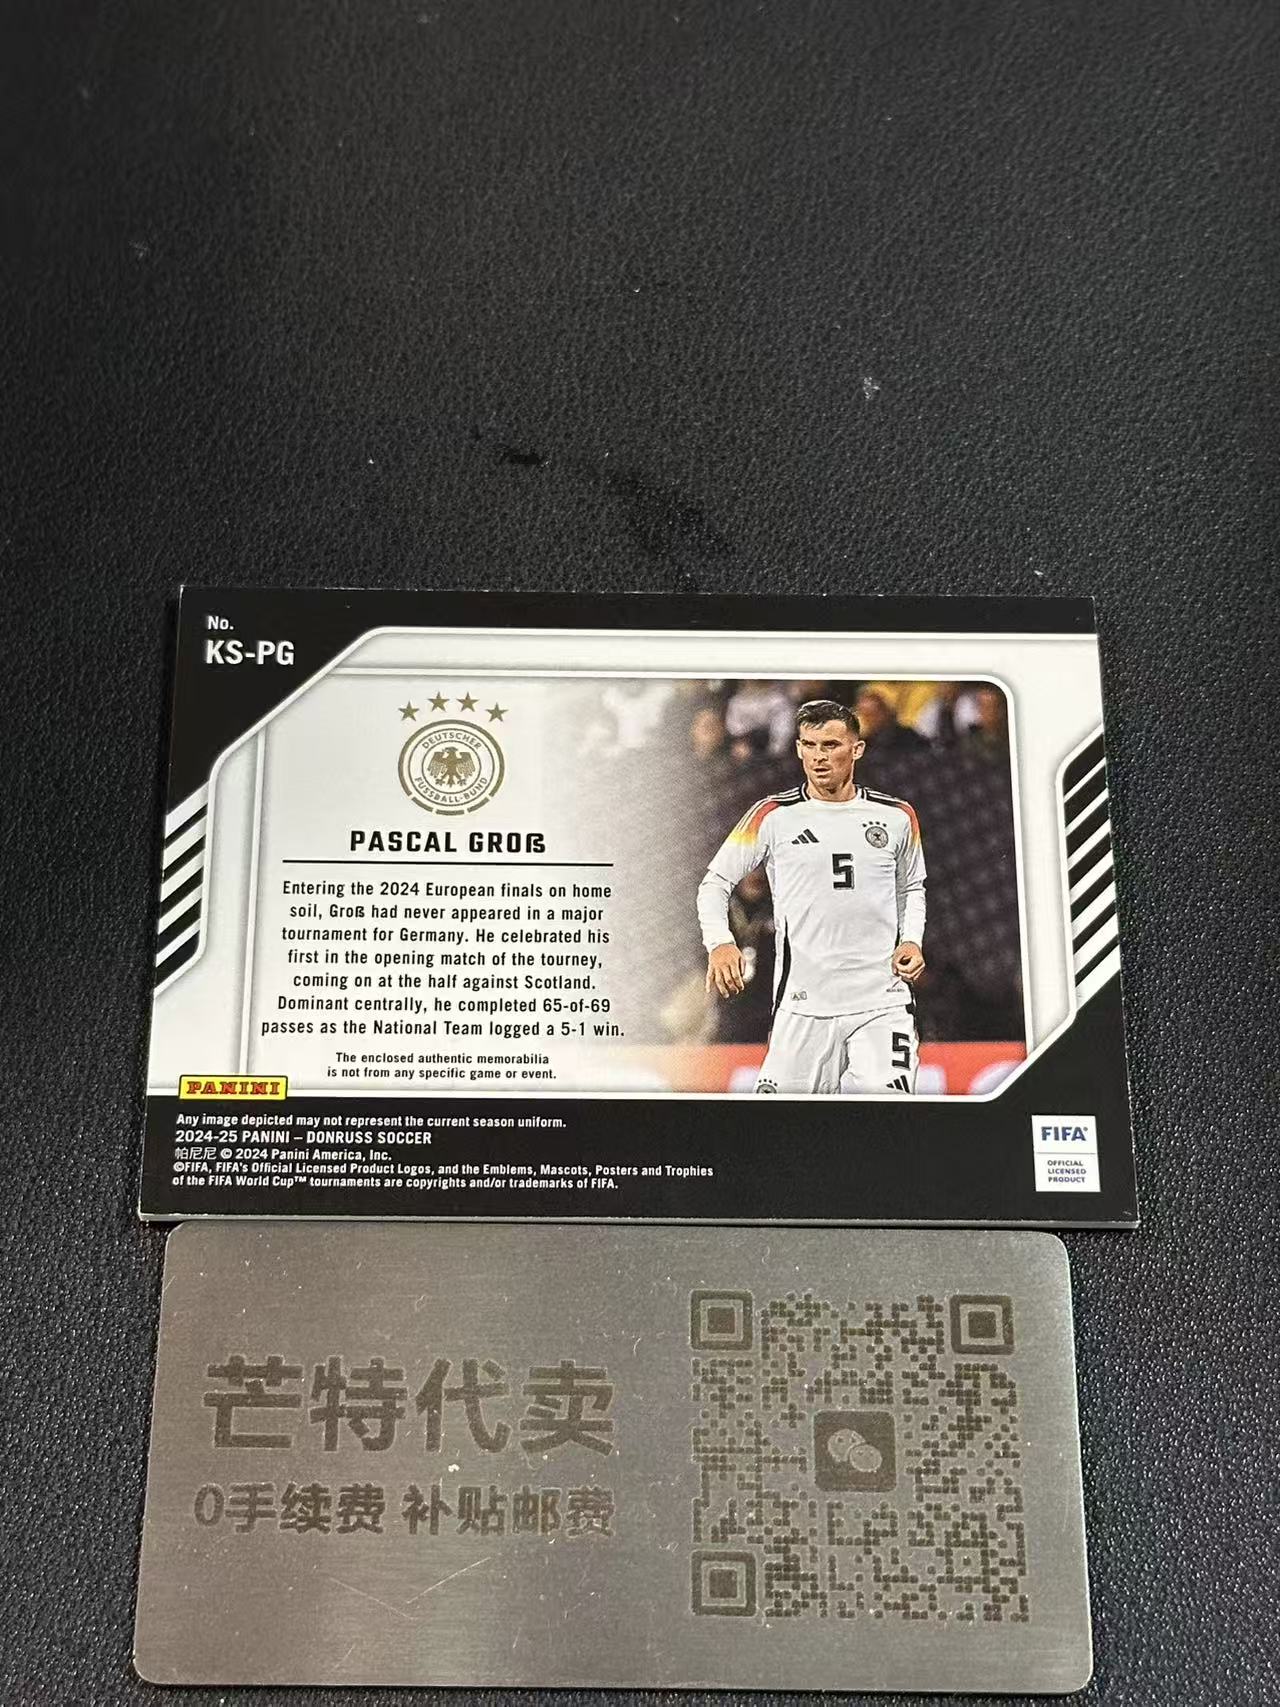 No.
KS-PG
DEUTSCHER
FUSSBALL-BUND
PASCAL GROß
Entering the 2024 European finals on home
soil, Groß had never appeared in a major
tournament for Germany. He celebrated his
first in the opening match of the tourney,
coming on at the half against Scotland.
Dominant centrally, he completed 65-of-69
passes as the National Team logged a 5-1 win.
The enclosed authentic memorabilia
is not from any specific game or event.
5
5
PANINI
Any image depicted may not represent the current season uniform.
2024-25 PANINI – DONRUSS SOCCER
帕尼尼 © 2024 Panini America, Inc.
©FIFA, FIFA's Official Licensed Product Logos, and the Emblems, Mascots, Posters and Trophies
of the FIFA World Cup™ tournaments are copyrights and/or trademarks of FIFA.
FIFA®
OFFICIAL
LICENSED
PRODUCT
芒特代卖
0手续费 补贴邮费